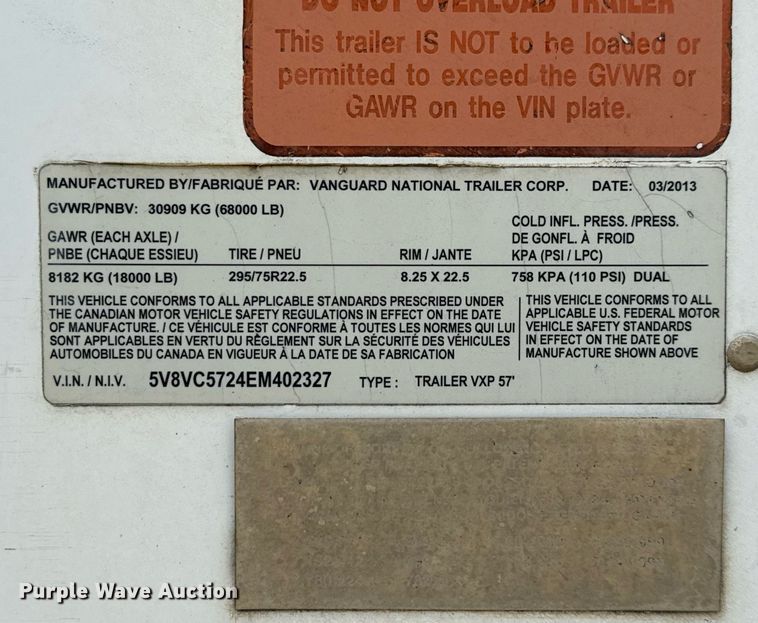 DO NOT OVERLOAD TRAILER
This trailer IS NOT to be loaded or
permitted to exceed the GVWR or
GAWR on the VIN plate.
MANUFACTURED BY/FABRIQUÉ PAR: VANGUARD NATIONAL TRAILER CORP. DATE: 03/2013
GVWR/PNBV: 30909 KG (68000 LB)
GAWR (EACH AXLE) /
PNBE (CHAQUE ESSIEU) TIRE / PNEU RIM / JANTE
COLD INFL. PRESS. /PRESS.
DE GONFL. À FROID
KPA (PSI / LPC)
8182 KG (18000 LB) 295/75R22.5 8.25 X 22.5 758 KPA (110 PSI) DUAL
THIS VEHICLE CONFORMS TO ALL APPLICABLE STANDARDS PRESCRIBED UNDER
THE CANADIAN MOTOR VEHICLE SAFETY REGULATIONS IN EFFECT ON THE DATE
OF MANUFACTURE. / CE VÉHICULE EST CONFORME À TOUTES LES NORMES QUI LUI
SONT APPLICABLES EN VERTU DU RÈGLEMENT SUR LA SÉCURITÉ DES VÉHICULES
AUTOMOBILES DU CANADA EN VIGUEUR À LA DATE DE SA FABRICATION
THIS VEHICLE CONFORMS TO ALL
APPLICABLE U.S. FEDERAL MOTOR
VEHICLE SAFETY STANDARDS
IN EFFECT ON THE DATE OF
MANUFACTURE SHOWN ABOVE
V.I.N. / N.I.V. 5V8VC5724EM402327 TYPE : TRAILER VXP 57'
Purple Wave Auction